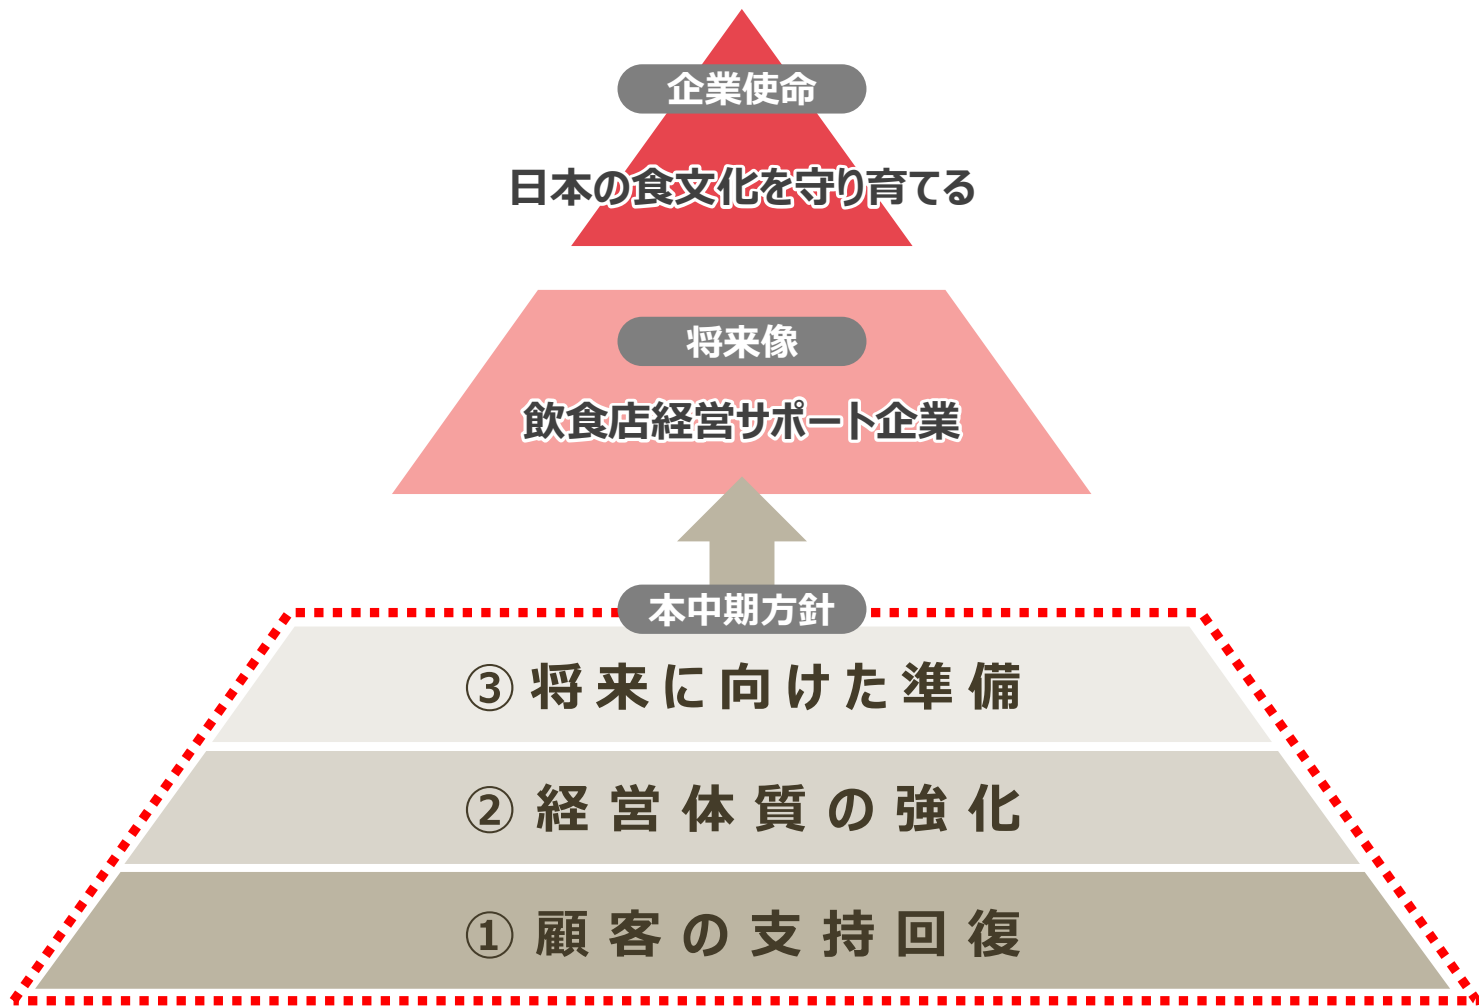 企業使命
日本の食文化を守り育てる
将来像
飲食店経営サポート企業
本中期方針
③将来に向けた準備
②経営体質の強化
①顧客の支持回復